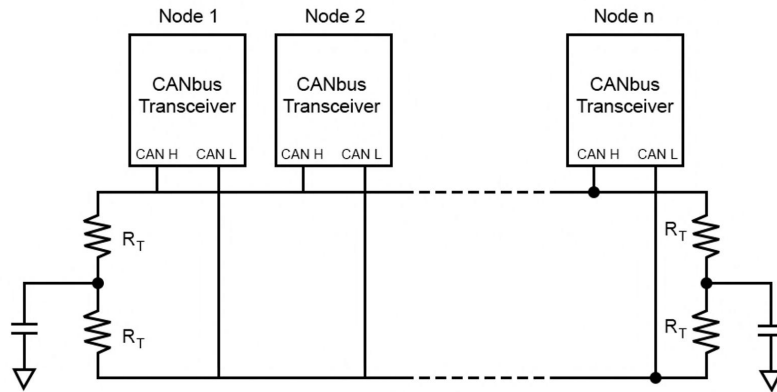 Node 1
Node 2
Node n
CANbus
Transceiver
CANbus
Transceiver
CANbus
Transceiver
CAN H
CAN L
CAN H
CAN L
CAN H
CAN L
R_T
R_T
R_T
R_T